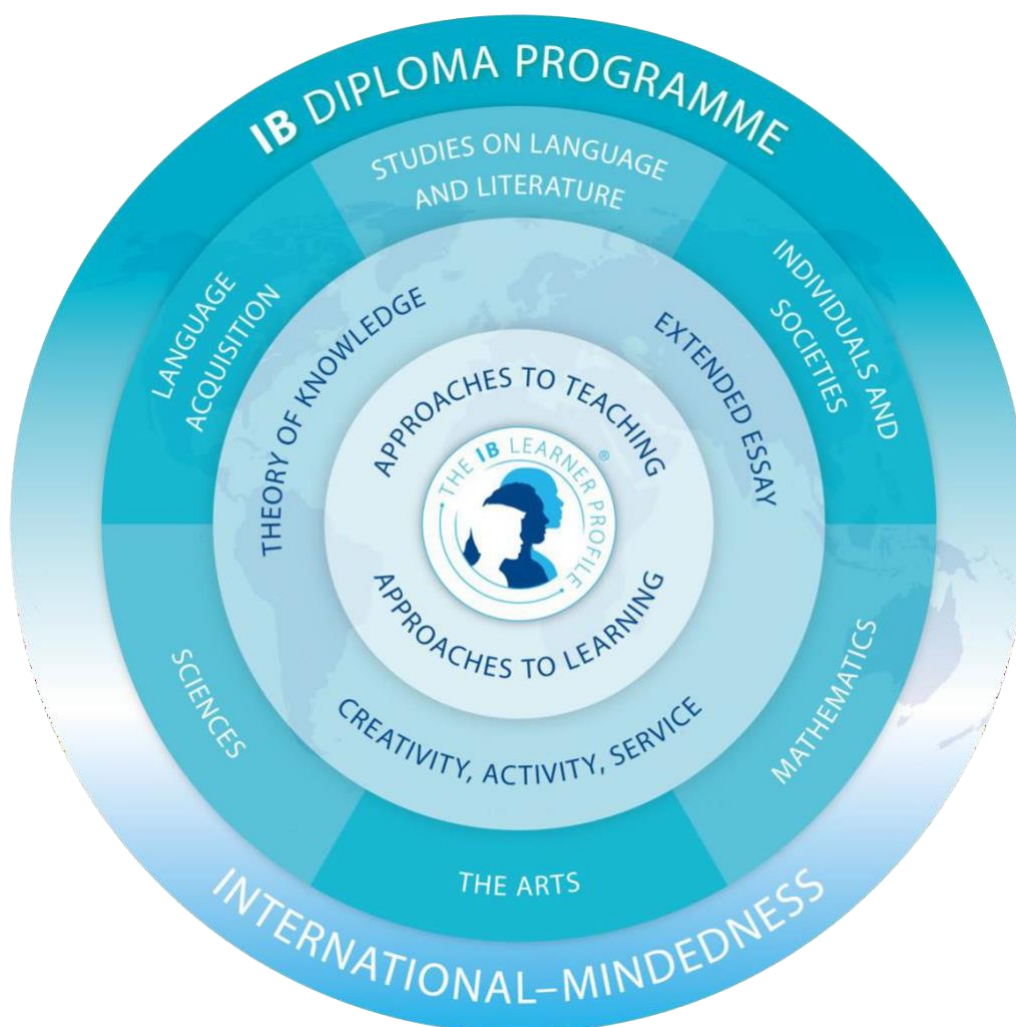 IB DIPLOMA PROGRAMME
STUDIES ON LANGUAGE
AND LITERATURE
LANGUAGE
ACQUISITION
INDIVIDUALS AND
SOCIETIES
THEORY OF KNOWLEDGE
EXTENDED ESSAY
APPROACHES TO TEACHING
THE IB LEARNER PROFILE ®
APPROACHES TO LEARNING
SCIENCES
MATHEMATICS
CREATIVITY, ACTIVITY, SERVICE
THE ARTS
INTERNATIONAL–MINDEDNESS